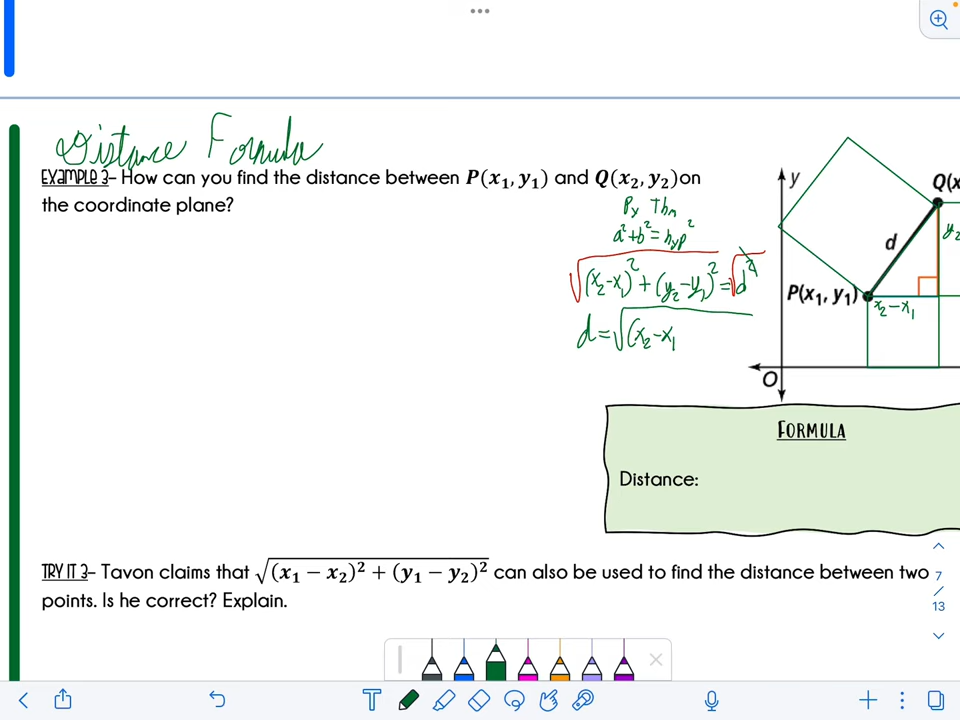 Distance Formula
EXAMPLE 3- How can you find the distance between P(x₁, y₁) and Q(x₂, y₂)on
the coordinate plane?
Py Thm
a² + b² = hyp²
√(x₂-x₁)² + (y₂-y₁)² = √d²
d = √(x₂-x₁
y
Q(x
y₂
d
P(x₁, y₁)
x₂-x₁
O
FORMULA
Distance:
TRY IT 3- Tavon claims that √(x₁ − x₂)² + (y₁ − y₂)² can also be used to find the distance between two
points. Is he correct? Explain.
7
/
13
T